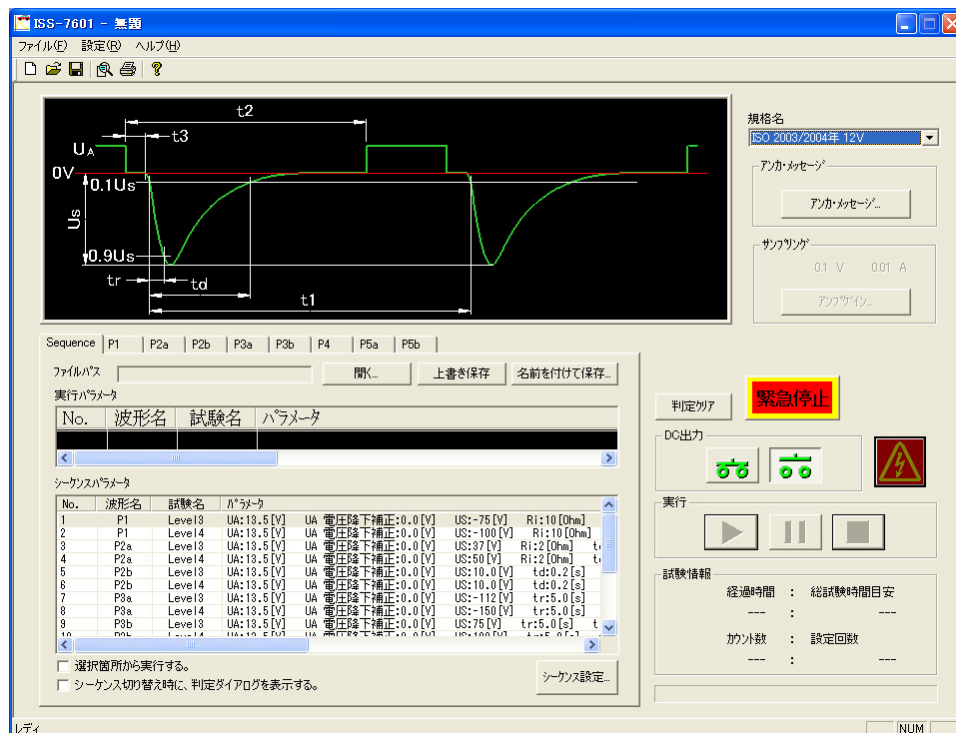 ISS-7601 - 無題
ファイル(F) 設定(R) ヘルプ(H)
t2
t3
UA
0V
0.1Us
Us
0.9Us
tr
td
t1
規格名
ISO 2003/2004年 12V
アンカ・メッセージ
アンカ・メッセージ...
サンプリング
0.1 V 0.01 A
アンプゲイン...
Sequence P1 P2a P2b P3a P3b P4 P5a P5b
ファイルパス 開く... 上書き保存 名前を付けて保存...
実行パラメータ
No. 波形名 試験名 パラメータ
シーケンスパラメータ
No. 波形名 試験名 パラメータ
1 P1 Level3 UA:13.5[V] UA 電圧降下補正:0.0[V] US:-75[V] Ri:10[Ohm]
2 P1 Level4 UA:13.5[V] UA 電圧降下補正:0.0[V] US:-100[V] Ri:10[Ohm]
3 P2a Level3 UA:13.5[V] UA 電圧降下補正:0.0[V] US:37[V] Ri:2[Ohm]
4 P2a Level4 UA:13.5[V] UA 電圧降下補正:0.0[V] US:50[V] Ri:2[Ohm]
5 P2b Level3 UA:13.5[V] UA 電圧降下補正:0.0[V] US:10.0[V] td:0.2[s]
6 P2b Level4 UA:13.5[V] UA 電圧降下補正:0.0[V] US:10.0[V] td:0.2[s]
7 P3a Level3 UA:13.5[V] UA 電圧降下補正:0.0[V] US:-112[V] tr:5.0[s]
8 P3a Level4 UA:13.5[V] UA 電圧降下補正:0.0[V] US:-150[V] tr:5.0[s]
9 P3b Level3 UA:13.5[V] UA 電圧降下補正:0.0[V] US:75[V] tr:5.0[s] t
選択箇所から実行する。
シーケンス切り替え時に、判定ダイアログを表示する。
シーケンス設定...
判定クリア
緊急停止
DC出力
実行
試験情報
経過時間 : 総試験時間目安
--- : ---
カウント数 : 設定回数
--- : ---
レディ
NUM